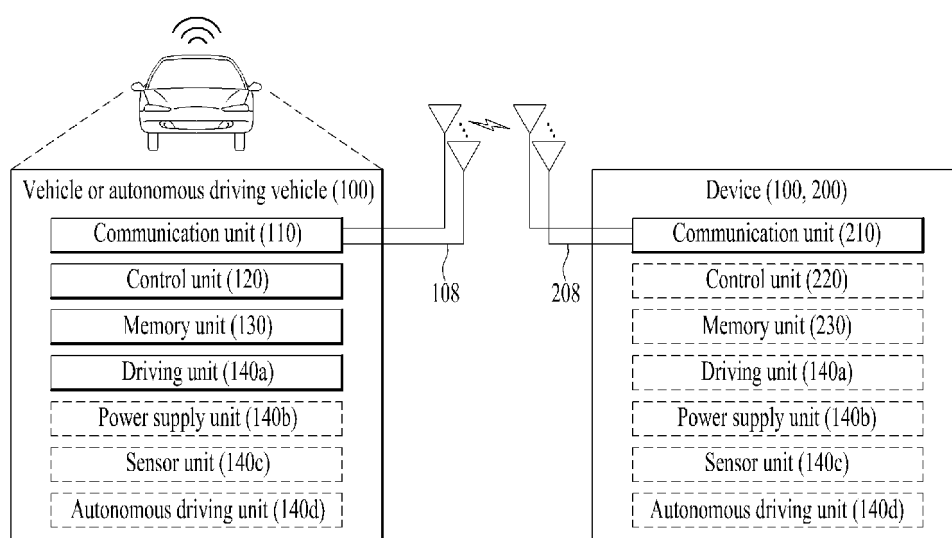 Vehicle or autonomous driving vehicle (100)
Communication unit (110)
Control unit (120)
Memory unit (130)
Driving unit (140a)
Power supply unit (140b)
Sensor unit (140c)
Autonomous driving unit (140d)
108
208
Device (100, 200)
Communication unit (210)
Control unit (220)
Memory unit (230)
Driving unit (140a)
Power supply unit (140b)
Sensor unit (140c)
Autonomous driving unit (140d)